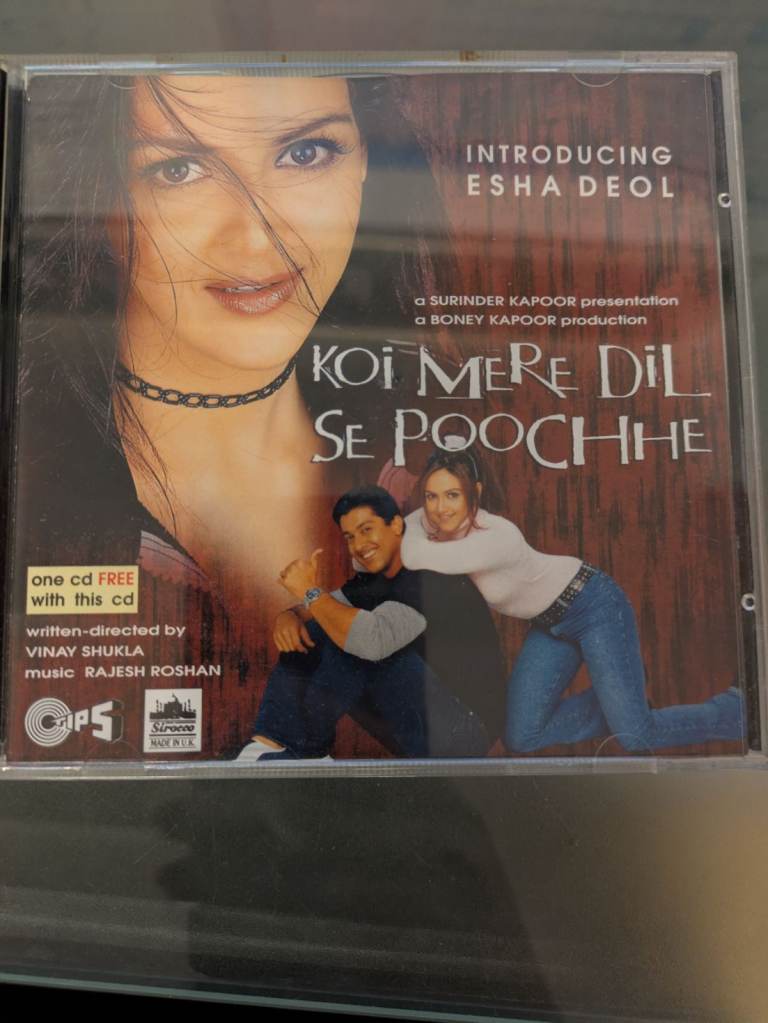 INTRODUCING
ESHA DEOL
a SURINDER KAPOOR presentation
a BONEY KAPOOR production
KOi MERE DiL
SE POOCHHE
one cd FREE
with this cd
written-directed by
VINAY SHUKLA
music RAJESH ROSHAN
TIPS
Sirocco
MADE IN U.K.